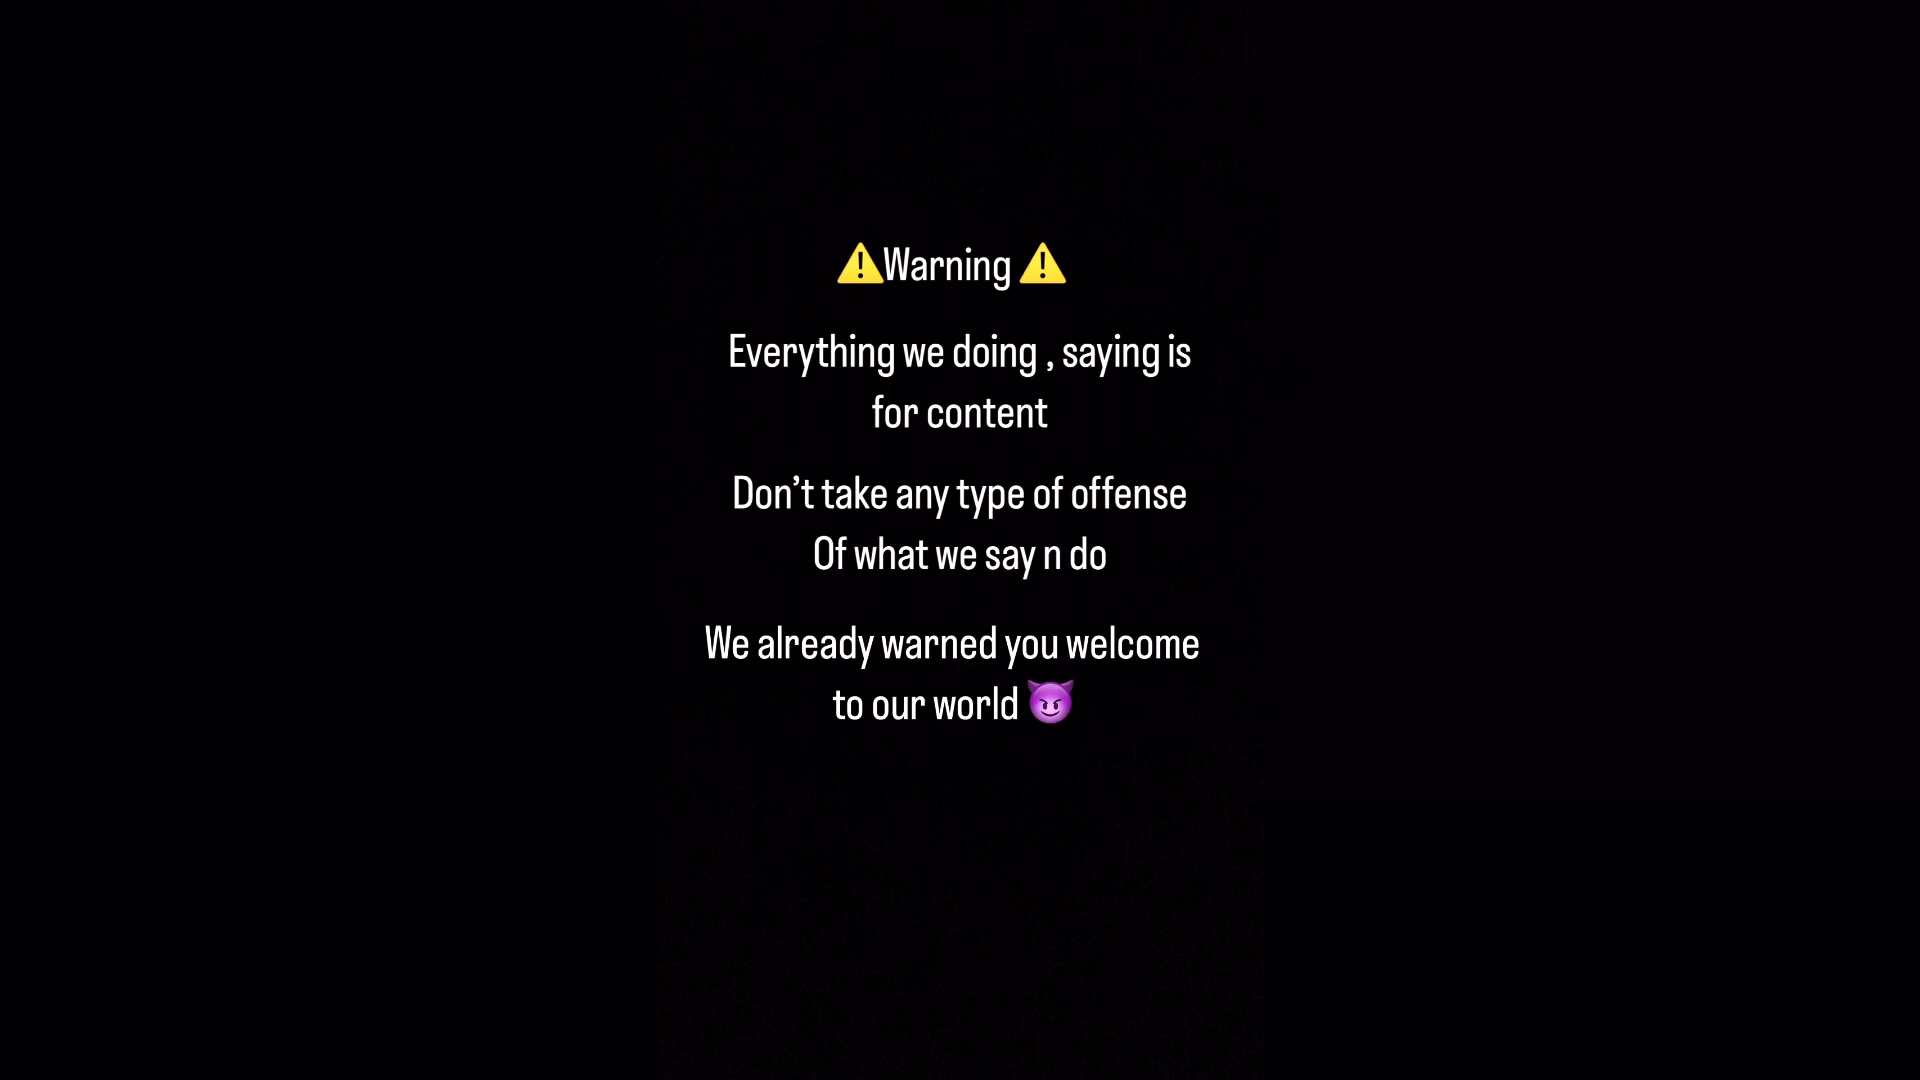 ⚠️Warning ⚠️
Everything we doing , saying is
for content
Don’t take any type of offense
Of what we say n do
We already warned you welcome
to our world 😈